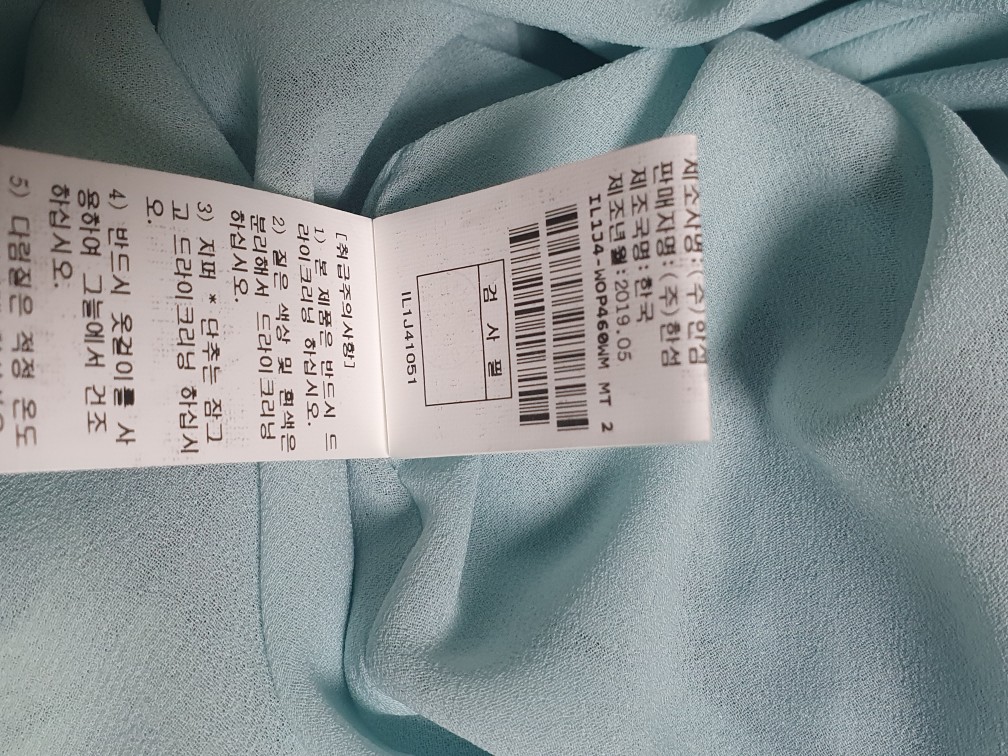 제조사명:(주)한섬
판매자명:(주)한섬
제조국명:한국
제조년월:2019.05
IL1J4-WOP460WM MT 2
검 사 필
IL1J41051
[취급주의사항]
1) 본 제품은 반드시 드
라이크리닝 하십시오.
2) 짙은 색상 및 흰색은
분리해서 드라이크리닝
하십시오.
3) 지퍼 * 단추는 잠그
고 드라이크리닝 하십시
오.
4) 반드시 옷걸이를 사
용하여 그늘에서 건조
하십시오.
5) 다림질은 적정 온도